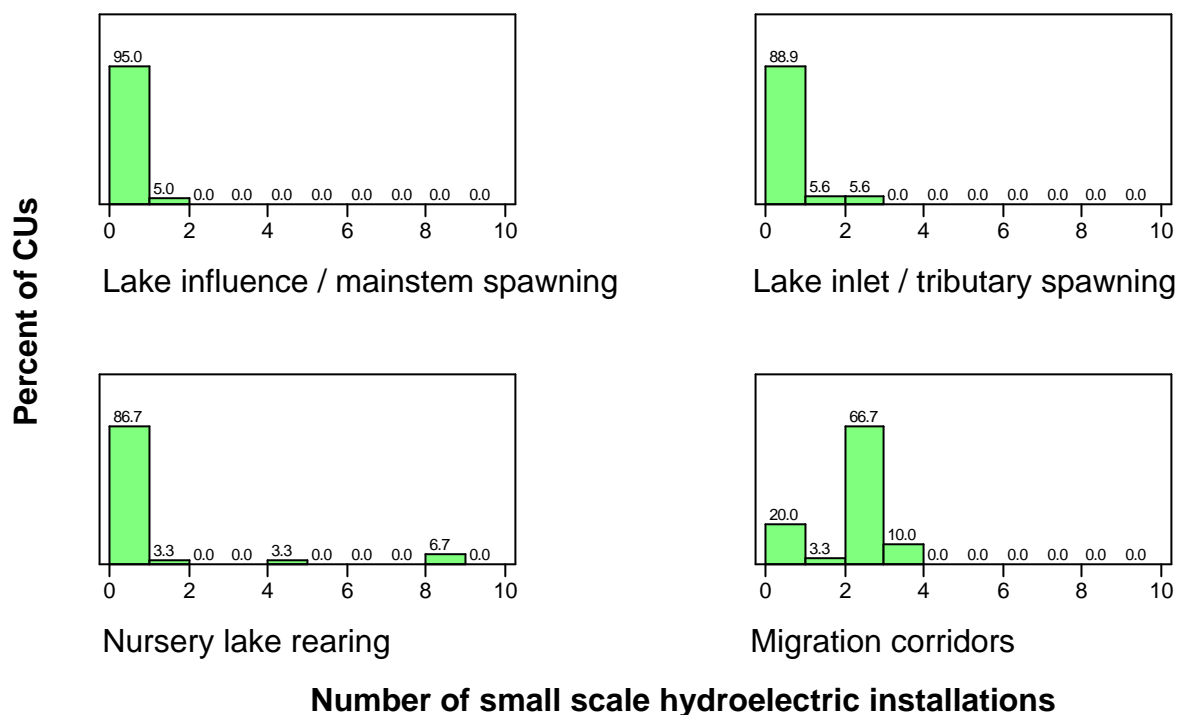 Percent of CUs
95.0
5.0 0.0 0.0 0.0 0.0 0.0 0.0 0.0 0.0
0 2 4 6 8 10
Lake influence / mainstem spawning
88.9
5.6 5.6 0.0 0.0 0.0 0.0 0.0 0.0 0.0
0 2 4 6 8 10
Lake inlet / tributary spawning
86.7
3.3 0.0 0.0 3.3 0.0 0.0 0.0 6.7 0.0
0 2 4 6 8 10
Nursery lake rearing
66.7
20.0
3.3 10.0 0.0 0.0 0.0 0.0 0.0 0.0
0 2 4 6 8 10
Migration corridors
Number of small scale hydroelectric installations